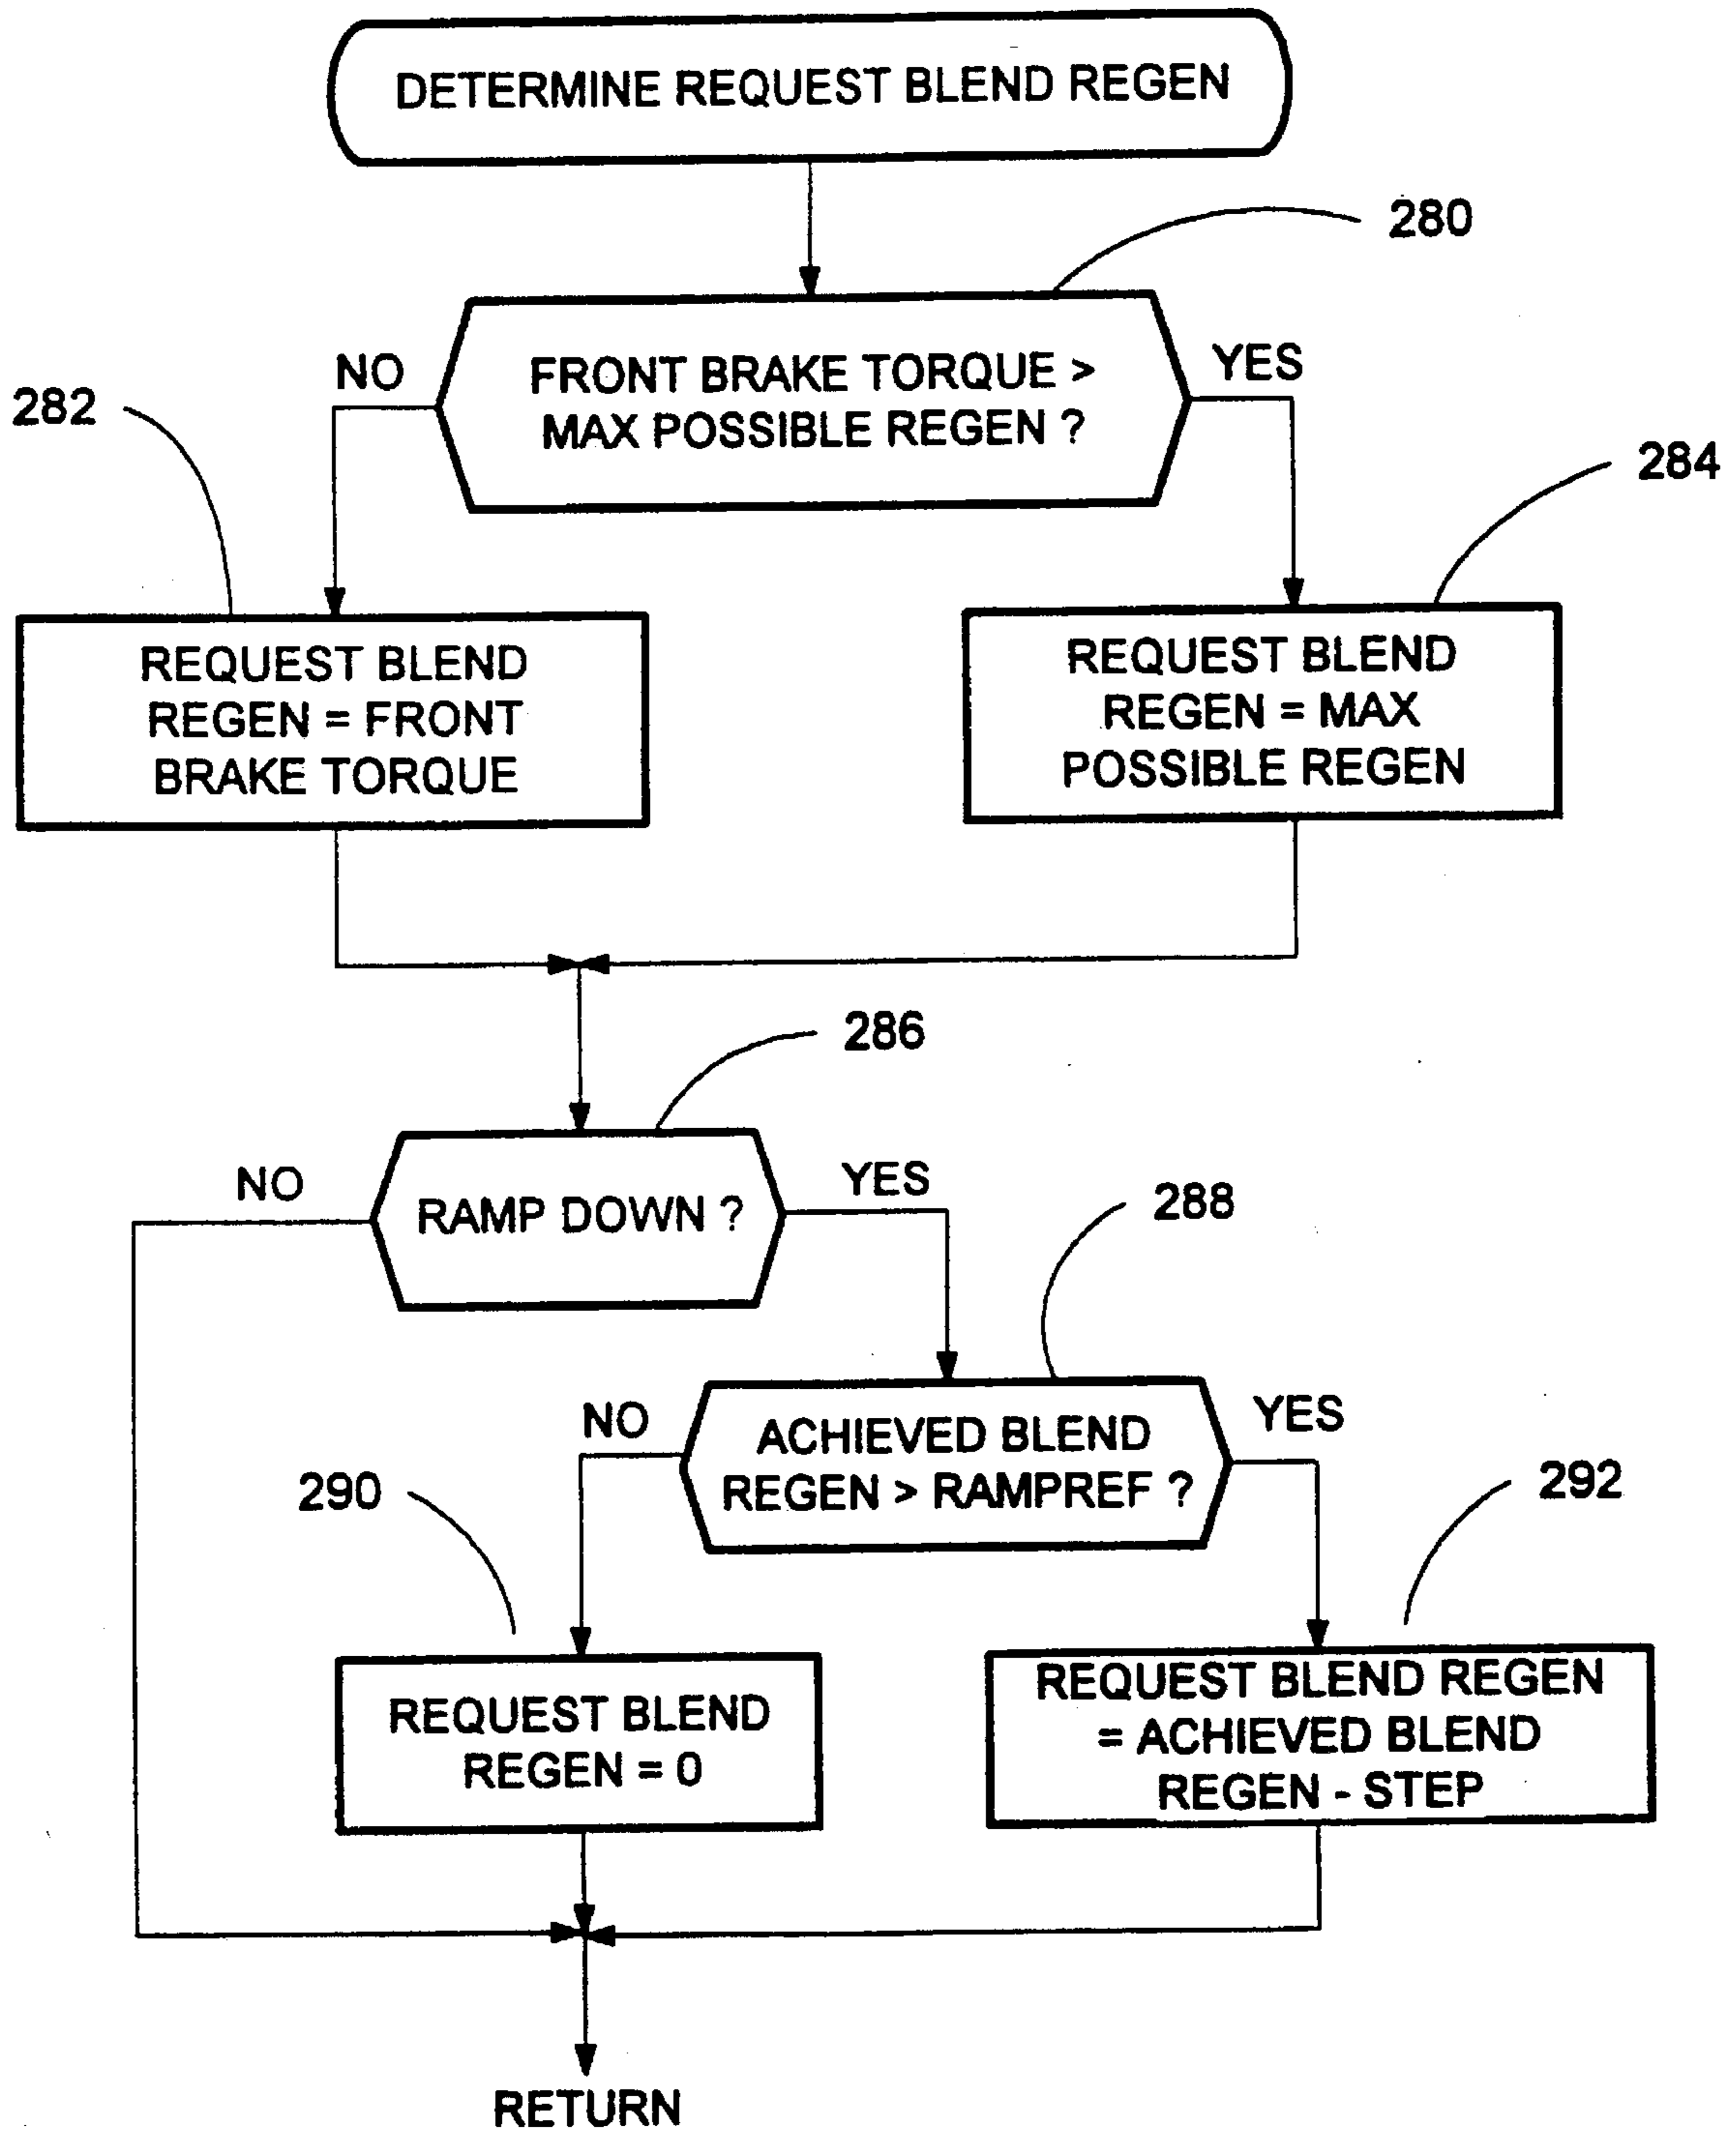 DETERMINE REQUEST BLEND REGEN
280
NO
FRONT BRAKE TORQUE >
MAX POSSIBLE REGEN ?
YES
282
284
REQUEST BLEND
REGEN = FRONT
BRAKE TORQUE
REQUEST BLEND
REGEN = MAX
POSSIBLE REGEN
286
NO
RAMP DOWN ?
YES
288
NO
ACHIEVED BLEND
REGEN > RAMPREF ?
YES
290
292
REQUEST BLEND
REGEN = 0
REQUEST BLEND REGEN
= ACHIEVED BLEND
REGEN - STEP
RETURN